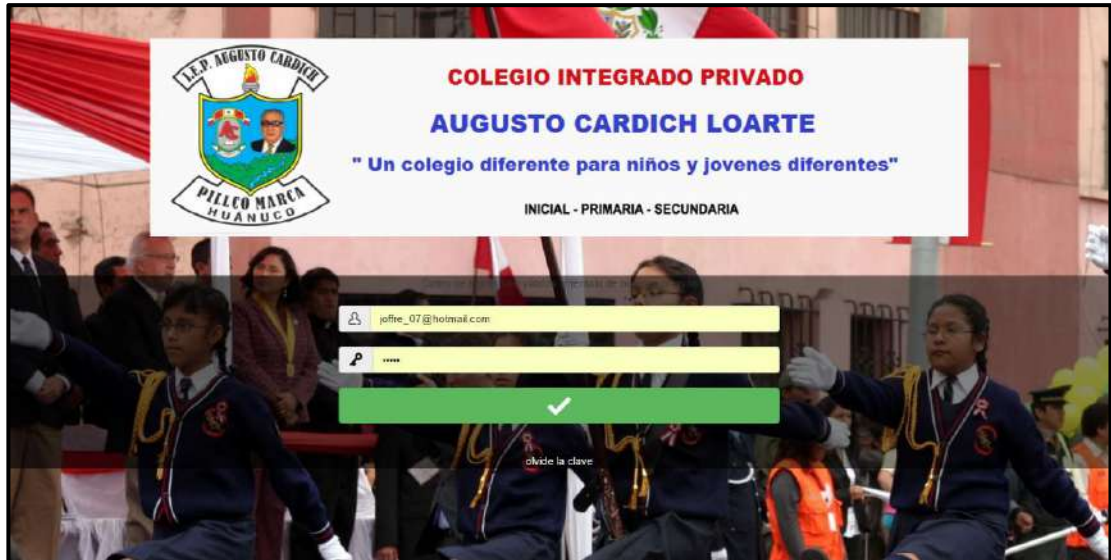 I.E.P. AUGUSTO CARDICH
PILLCO MARCA
HUÁNUCO
COLEGIO INTEGRADO PRIVADO
AUGUSTO CARDICH LOARTE
" Un colegio diferente para niños y jovenes diferentes"
INICIAL - PRIMARIA - SECUNDARIA
joffre_07@hotmail.com
•••••
olvide la clave